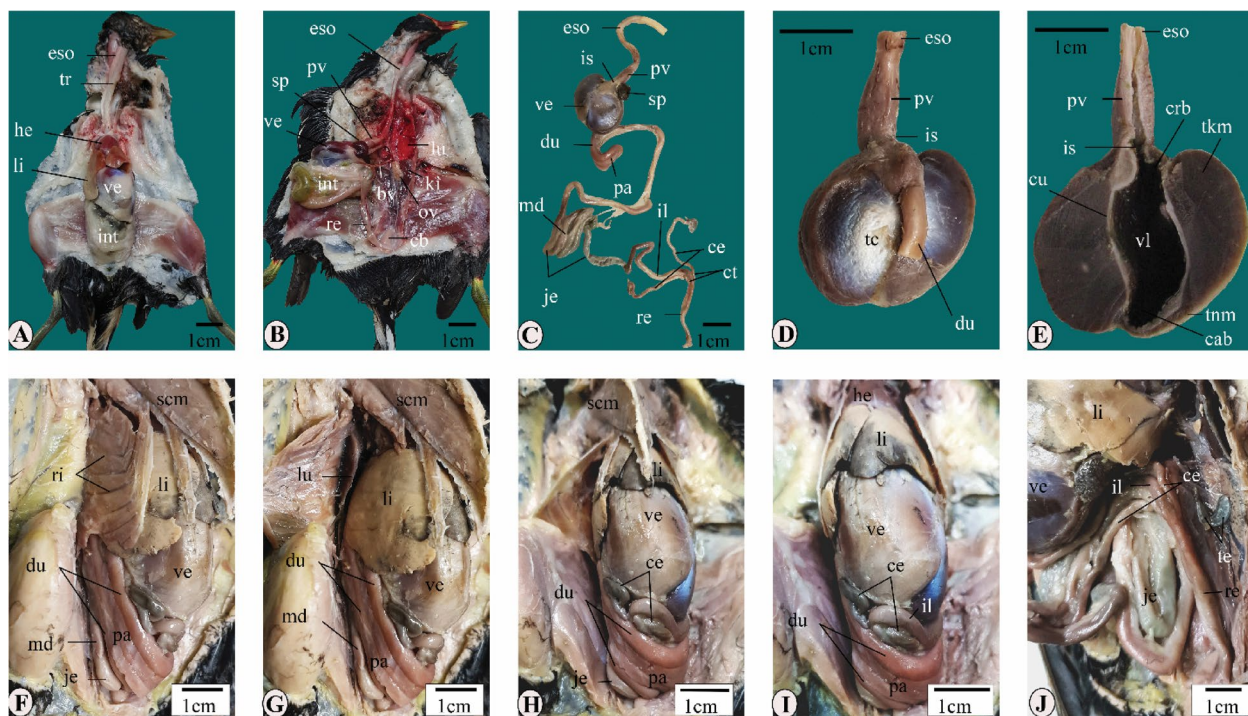 eso
tr
he
li
ve
int
A
1cm
eso
pv
sp
ve
lu
int
bv
ki
ov
re
cb
B
1cm
eso
is
pv
sp
ve
du
pa
md
il
ce
ct
je
re
C
1cm
1cm
eso
pv
is
tc
du
D
1cm
eso
pv
crb
tkm
is
cu
vl
tnm
cab
E
scm
ri
li
du
ve
md
pa
je
F
1cm
scm
lu
li
du
ve
md
pa
G
1cm
scm
li
ve
ce
du
je
pa
H
1cm
he
li
ve
ce
il
du
pa
I
1cm
li
ve
il
ce
te
je
re
J
1cm